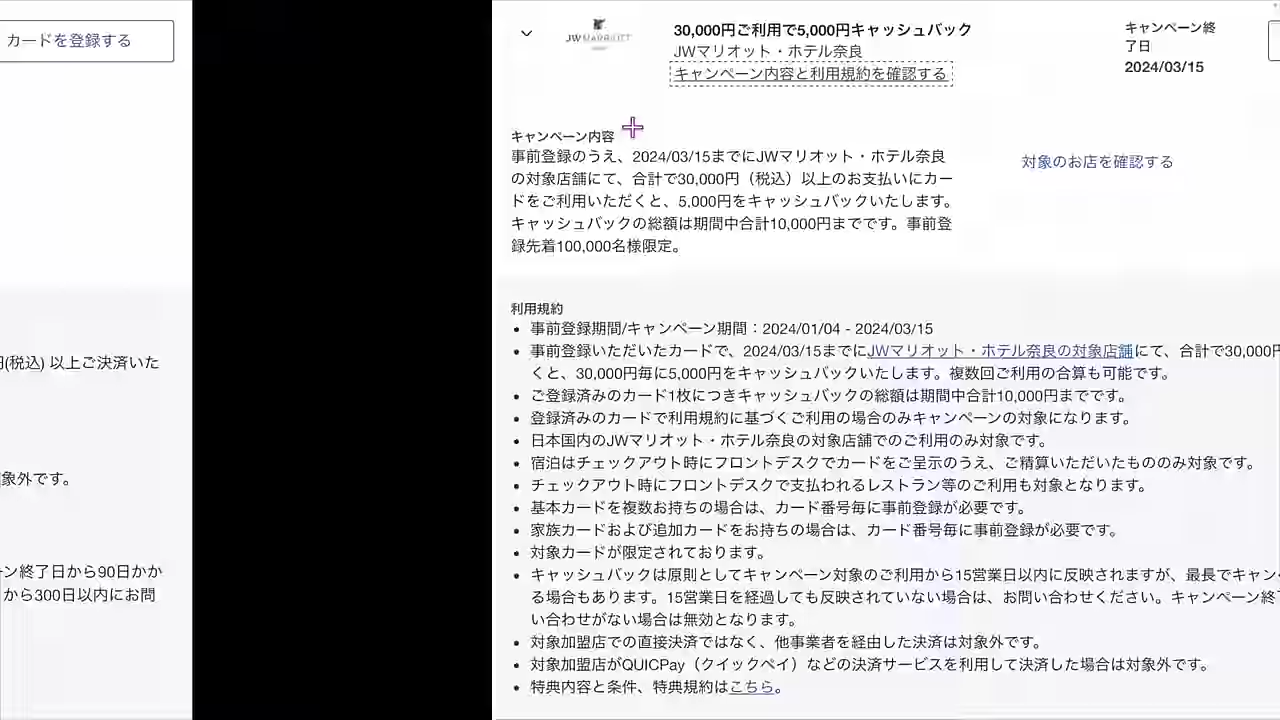 カードを登録する
円(税込) 以上ご決済いた
象外です。
ン終了日から90日かか
から300日以内にお問
JW MARRIOTT
30,000円ご利用で5,000円キャッシュバック
JWマリオット・ホテル奈良
キャンペーン内容と利用規約を確認する
キャンペーン終
了日
2024/03/15
キャンペーン内容
事前登録のうえ、2024/03/15までにJWマリオット・ホテル奈良
の対象店舗にて、合計で30,000円（税込）以上のお支払いにカー
ドをご利用いただくと、5,000円をキャッシュバックいたします。
キャッシュバックの総額は期間中合計10,000円までです。事前登
録先着100,000名様限定。
対象のお店を確認する
利用規約
• 事前登録期間/キャンペーン期間：2024/01/04 - 2024/03/15
• 事前登録いただいたカードで、2024/03/15までにJWマリオット・ホテル奈良の対象店舗にて、合計で30,000円
くと、30,000円毎に5,000円をキャッシュバックいたします。複数回ご利用の合算も可能です。
• ご登録済みのカード1枚につきキャッシュバックの総額は期間中合計10,000円までです。
• 登録済みのカードで利用規約に基づくご利用の場合のみキャンペーンの対象になります。
• 日本国内のJWマリオット・ホテル奈良の対象店舗でのご利用のみ対象です。
• 宿泊はチェックアウト時にフロントデスクでカードをご呈示のうえ、ご精算いただいたもののみ対象です。
• チェックアウト時にフロントデスクで支払われるレストラン等のご利用も対象となります。
• 基本カードを複数お持ちの場合は、カード番号毎に事前登録が必要です。
• 家族カードおよび追加カードをお持ちの場合は、カード番号毎に事前登録が必要です。
• 対象カードが限定されております。
• キャッシュバックは原則としてキャンペーン対象のご利用から15営業日以内に反映されますが、最長でキャン
る場合もあります。15営業日を経過しても反映されていない場合は、お問い合わせください。キャンペーン終
い合わせがない場合は無効となります。
• 対象加盟店での直接決済ではなく、他事業者を経由した決済は対象外です。
• 対象加盟店がQUICPay（クイックペイ）などの決済サービスを利用して決済した場合は対象外です。
• 特典内容と条件、特典規約はこちら。